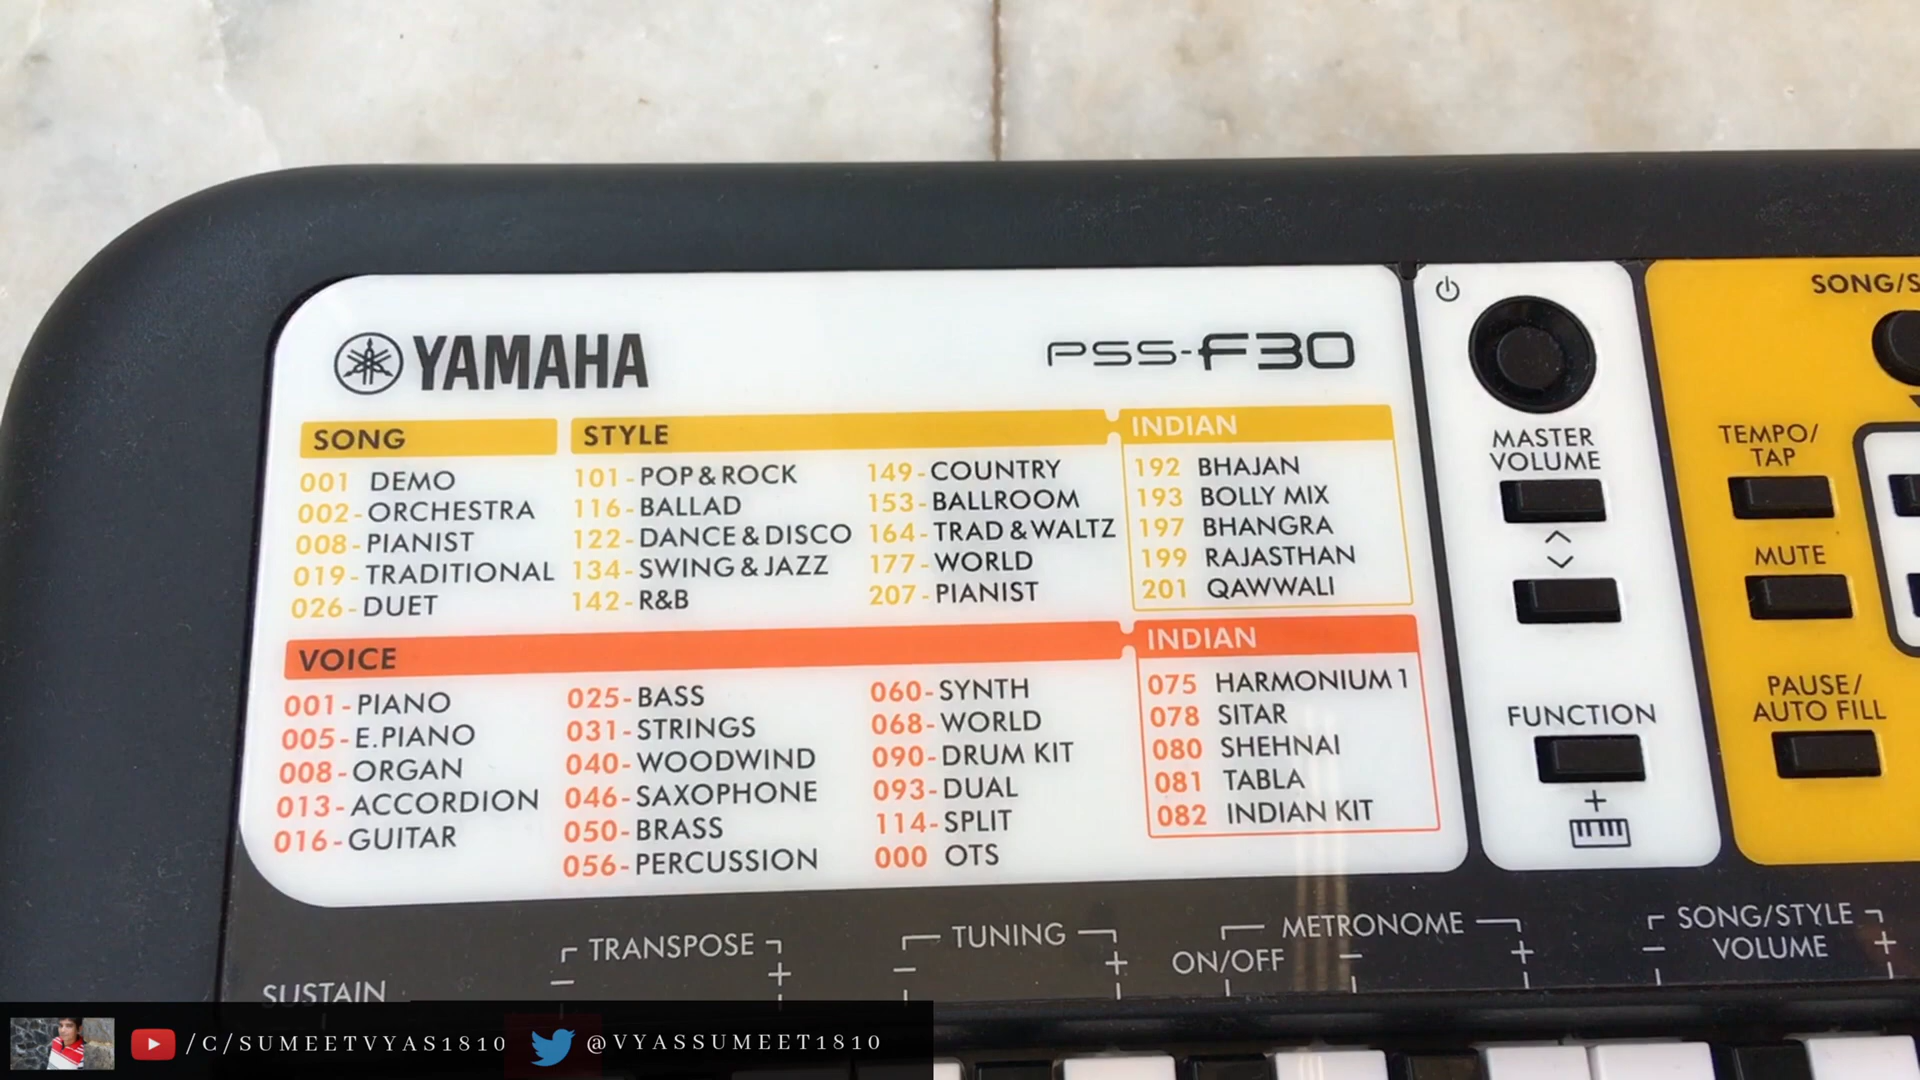 YAMAHA
PSS-F30
SONG
001 DEMO
002-ORCHESTRA
008-PIANIST
019-TRADITIONAL
026-DUET
STYLE
101-POP & ROCK
116-BALLAD
122-DANCE & DISCO
134-SWING & JAZZ
142-R&B
149-COUNTRY
153-BALLROOM
164-TRAD & WALTZ
177-WORLD
207-PIANIST
INDIAN
192 BHAJAN
193 BOLLY MIX
197 BHANGRA
199 RAJASTHAN
201 QAWWALI
VOICE
001-PIANO
005-E.PIANO
008-ORGAN
013-ACCORDION
016-GUITAR
025-BASS
031-STRINGS
040-WOODWIND
046-SAXOPHONE
050-BRASS
056-PERCUSSION
060-SYNTH
068-WORLD
090-DRUM KIT
093-DUAL
114-SPLIT
000 OTS
INDIAN
075 HARMONIUM 1
078 SITAR
080 SHEHNAI
081 TABLA
082 INDIAN KIT
MASTER
VOLUME
FUNCTION
+
SONG/S
TEMPO/
TAP
MUTE
PAUSE/
AUTO FILL
SUSTAIN
TRANSPOSE
− +
TUNING
− +
METRONOME
ON/OFF − +
SONG/STYLE
− VOLUME +
/C/SUMEETVYAS1810
@VYASSUMEET1810